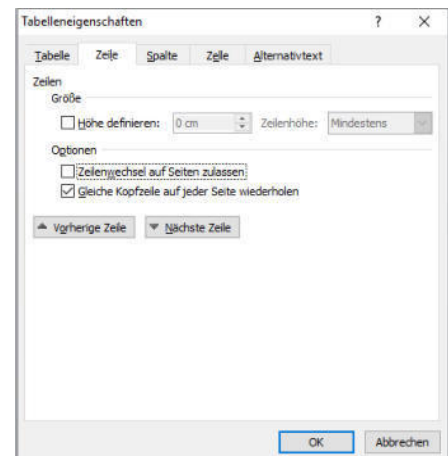 Tabelleneigenschaften ? ×
Tabelle Zeile Spalte Zelle Alternativtext
Zeilen
Größe
Höhe definieren: 0 cm Zeilenhöhe: Mindestens
Optionen
Zeilenwechsel auf Seiten zulassen
Gleiche Kopfzeile auf jeder Seite wiederholen
Vorherige Zeile Nächste Zeile
OK Abbrechen